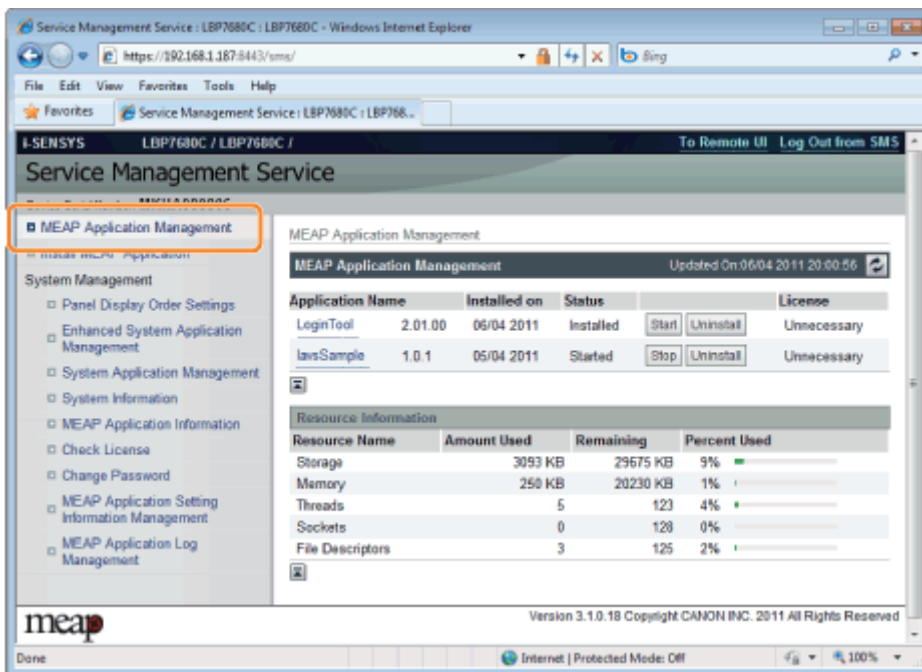 Service Management Service : LBP7680C : LBP7680C - Windows Internet Explorer
https://192.168.1.187:8443/sms/
Bing
File Edit View Favorites Tools Help
Favorites
Service Management Service : LBP7680C : LBP768...
i-SENSYS LBP7680C / LBP7680C /
To Remote UI Log Out from SMS
Service Management Service
MEAP Application Management
Install MEAP Application
System Management
Panel Display Order Settings
Enhanced System Application
Management
System Application Management
System Information
MEAP Application Information
Check License
Change Password
MEAP Application Setting
Information Management
MEAP Application Log
Management
MEAP Application Management
MEAP Application Management Updated On:06/04 2011 20:00:56
Application Name Installed on Status License
LoginTool 2.01.00 06/04 2011 Installed Start Uninstall Unnecessary
lavsSample 1.0.1 05/04 2011 Started Stop Uninstall Unnecessary
Resource Information
Resource Name Amount Used Remaining Percent Used
Storage 3093 KB 29675 KB 9%
Memory 250 KB 20230 KB 1%
Threads 5 123 4%
Sockets 0 128 0%
File Descriptors 3 125 2%
meap
Version 3.1.0.18 Copyright CANON INC. 2011 All Rights Reserved
Done
Internet | Protected Mode: Off
100%